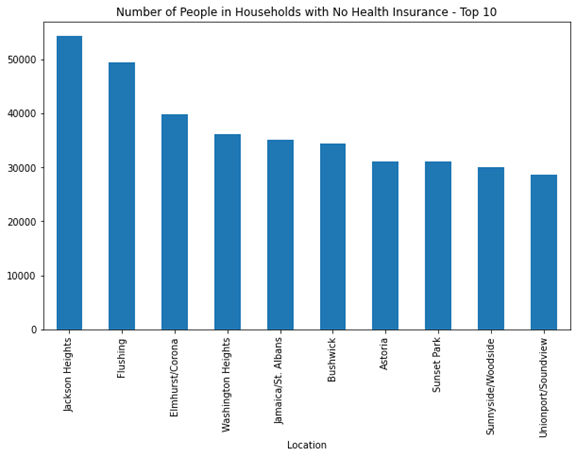 Number of People in Households with No Health Insurance - Top 10
50000
40000
30000
20000
10000
0
Jackson Heights
Flushing
Elmhurst/Corona
Washington Heights
Jamaica/St. Albans
Bushwick
Astoria
Sunset Park
Sunnyside/Woodside
Unionport/Soundview
Location